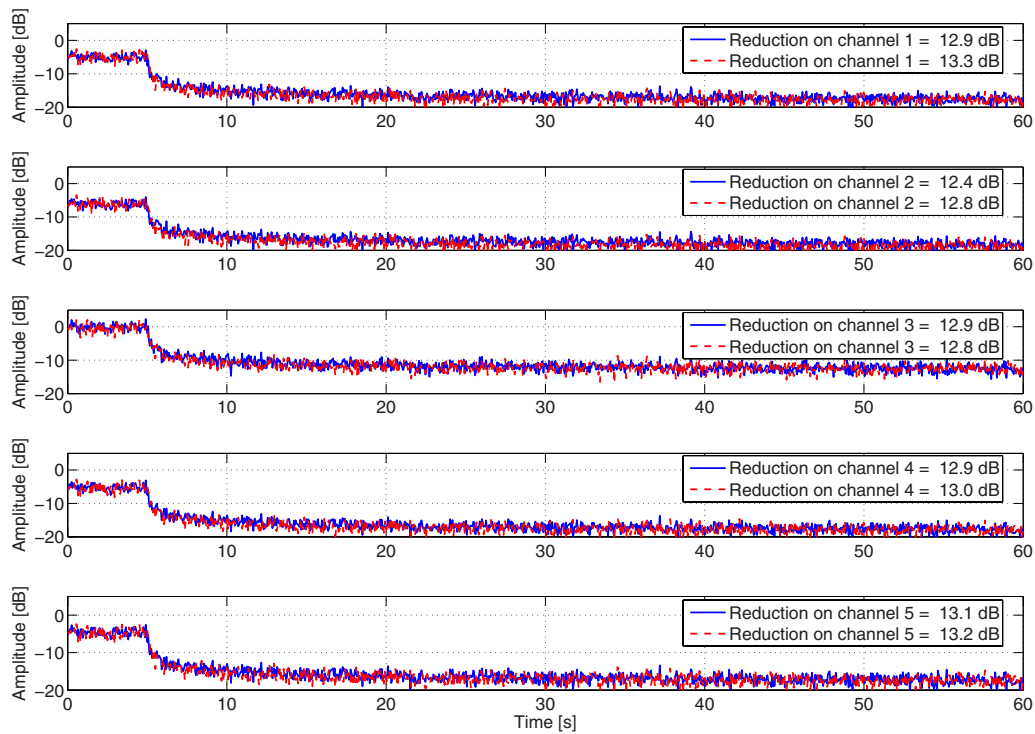 Amplitude [dB]
0
−10
−20
Reduction on channel 1 = 12.9 dB
Reduction on channel 1 = 13.3 dB
0 10 20 30 40 50 60
Amplitude [dB]
0
−10
−20
Reduction on channel 2 = 12.4 dB
Reduction on channel 2 = 12.8 dB
0 10 20 30 40 50 60
Amplitude [dB]
0
−10
−20
Reduction on channel 3 = 12.9 dB
Reduction on channel 3 = 12.8 dB
0 10 20 30 40 50 60
Amplitude [dB]
0
−10
−20
Reduction on channel 4 = 12.9 dB
Reduction on channel 4 = 13.0 dB
0 10 20 30 40 50 60
Amplitude [dB]
0
−10
−20
Reduction on channel 5 = 13.1 dB
Reduction on channel 5 = 13.2 dB
0 10 20 30 40 50 60
Time [s]